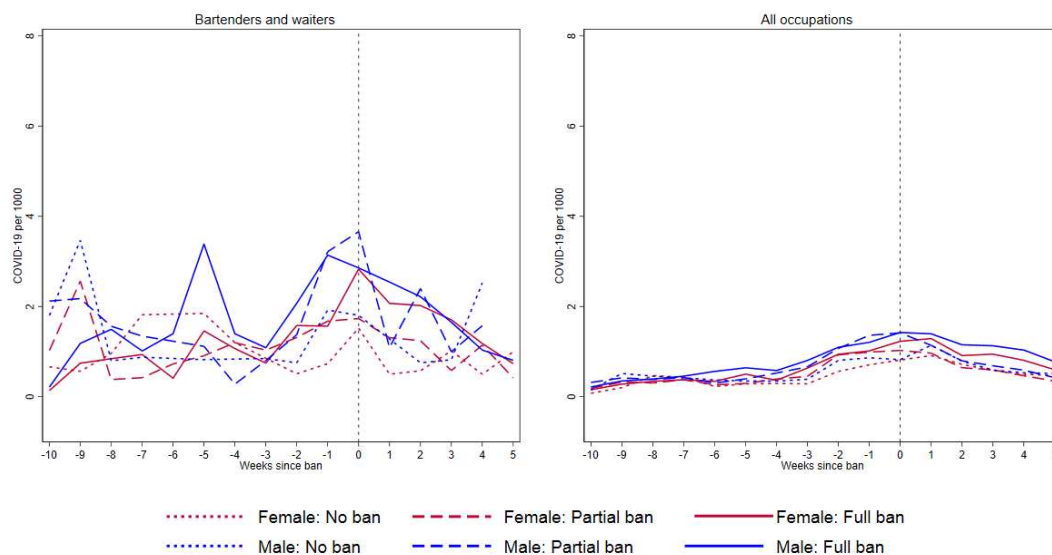 Bartenders and waiters
All occupations
COVID-19 per 1000
8
6
4
2
0
-10 -9 -8 -7 -6 -5 -4 -3 -2 -1 0 1 2 3 4 5
Weeks since ban
COVID-19 per 1000
8
6
4
2
0
-10 -9 -8 -7 -6 -5 -4 -3 -2 -1 0 1 2 3 4
Weeks since ban
Female: No ban Female: Partial ban Female: Full ban
Male: No ban Male: Partial ban Male: Full ban